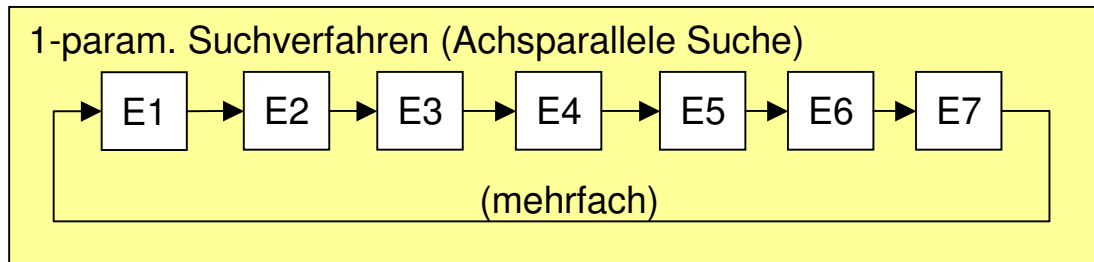 1-param. Suchverfahren (Achsparallele Suche)
E1 E2 E3 E4 E5 E6 E7
(mehrfach)